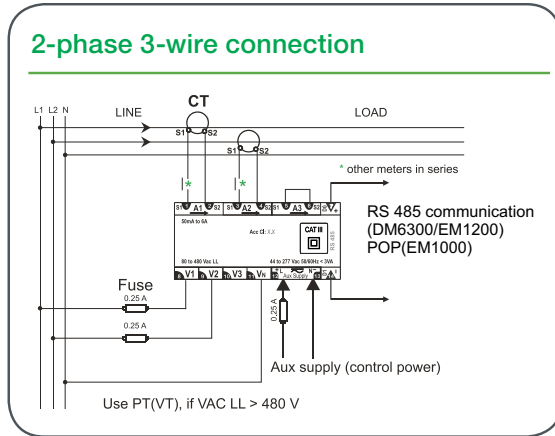 2-phase 3-wire connection
CT
L1 L2 N LINE LOAD
S1 S2
S1 S2
* other meters in series
* *
S1 A1 S2 S1 A2 S2 S1 A3 S2 V+
50mA to 6A
Acc Cl: X.X
CAT III
RS 485
80 to 480 Vac LL 44 to 277 Vac 50/60Hz < 3VA
V1 V2 V3 VN L N
12 Aux Supply
RS 485 communication
(DM6300/EM1200)
POP(EM1000)
Fuse
0.25 A
0.25 A
0.25 A
Aux supply (control power)
Use PT(VT), if VAC LL > 480 V